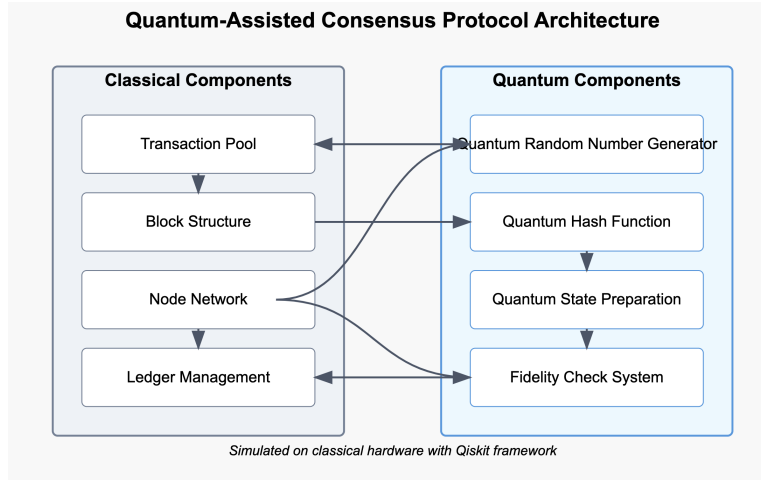 Quantum-Assisted Consensus Protocol Architecture
Classical Components
Transaction Pool
Block Structure
Node Network
Ledger Management
Quantum Components
Quantum Random Number Generator
Quantum Hash Function
Quantum State Preparation
Fidelity Check System
Simulated on classical hardware with Qiskit framework